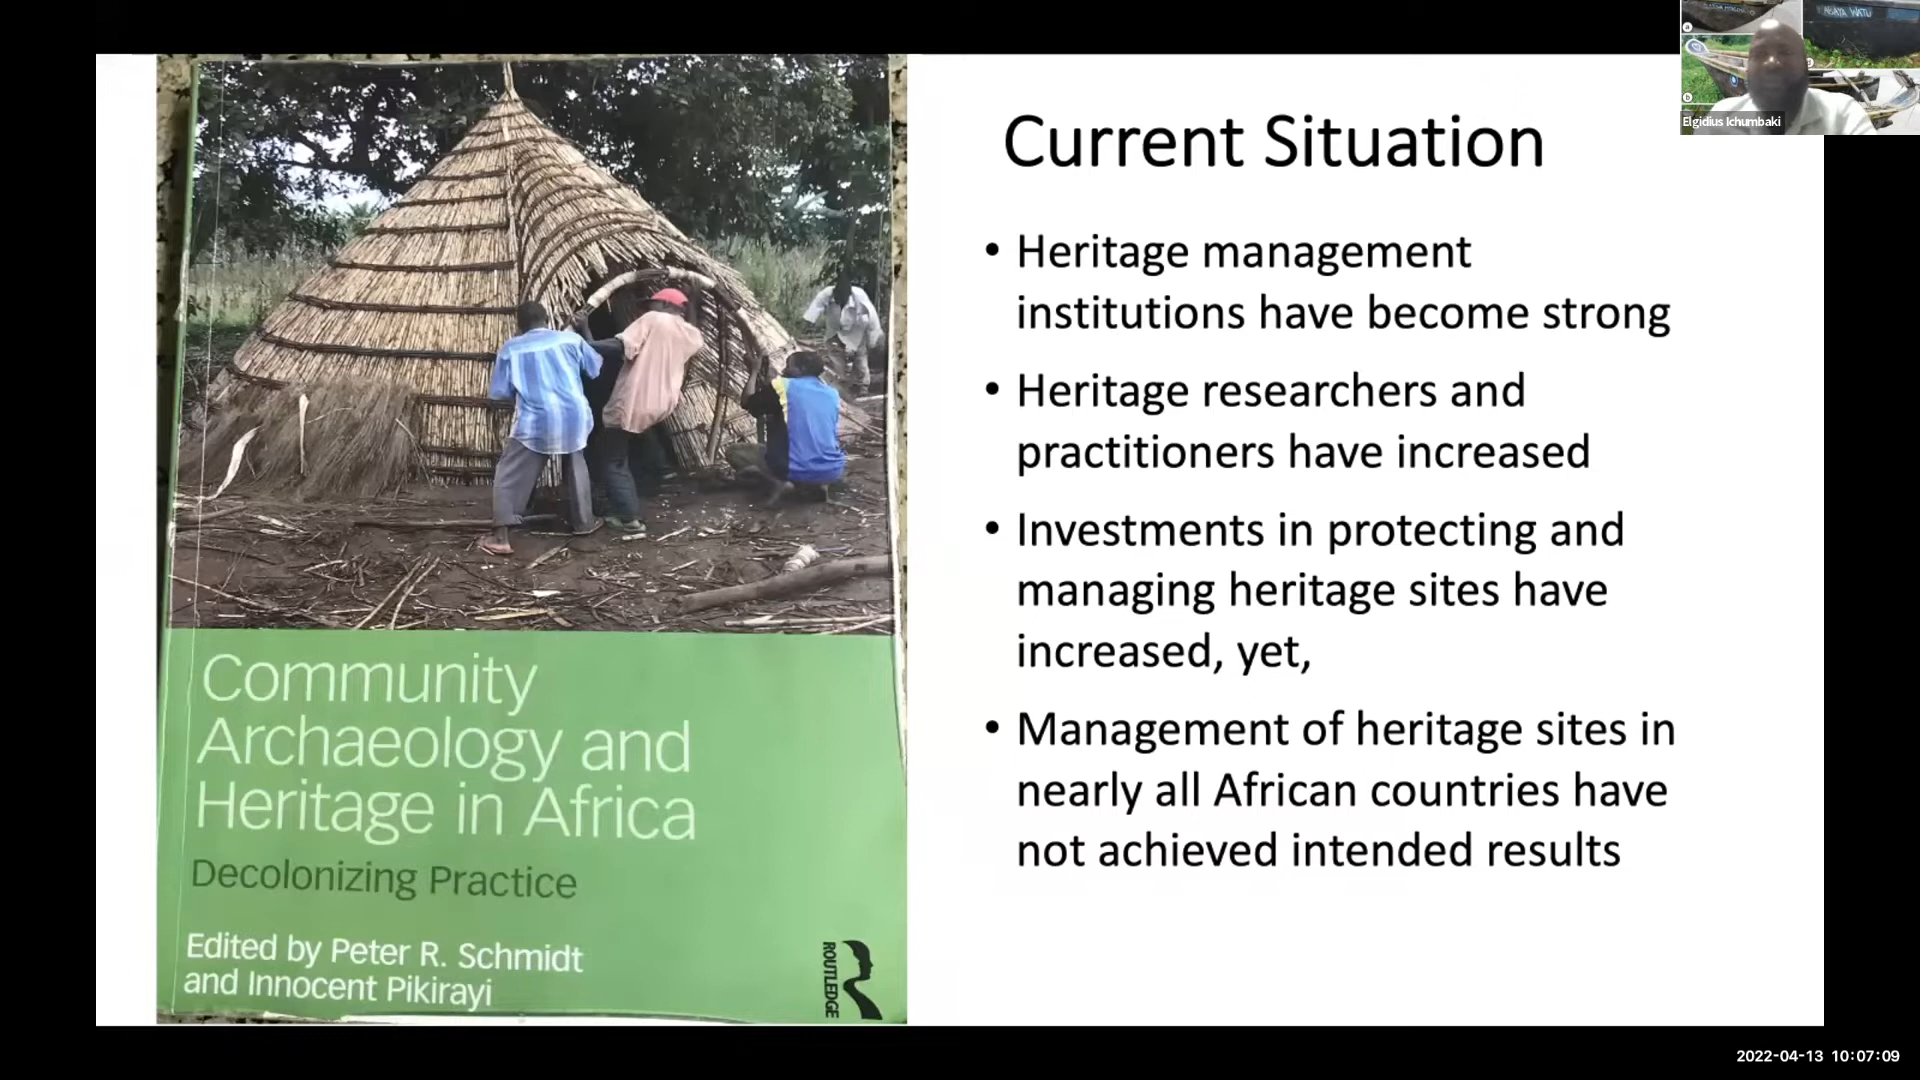 Community
Archaeology and
Heritage in Africa
Decolonizing Practice
Edited by Peter R. Schmidt
and Innocent Pikirayi
ROUTLEDGE
Current Situation
• Heritage management
institutions have become strong
• Heritage researchers and
practitioners have increased
• Investments in protecting and
managing heritage sites have
increased, yet,
• Management of heritage sites in
nearly all African countries have
not achieved intended results
NGAYA WATU
Elgidius Ichumbaki
2022-04-13 10:07:09